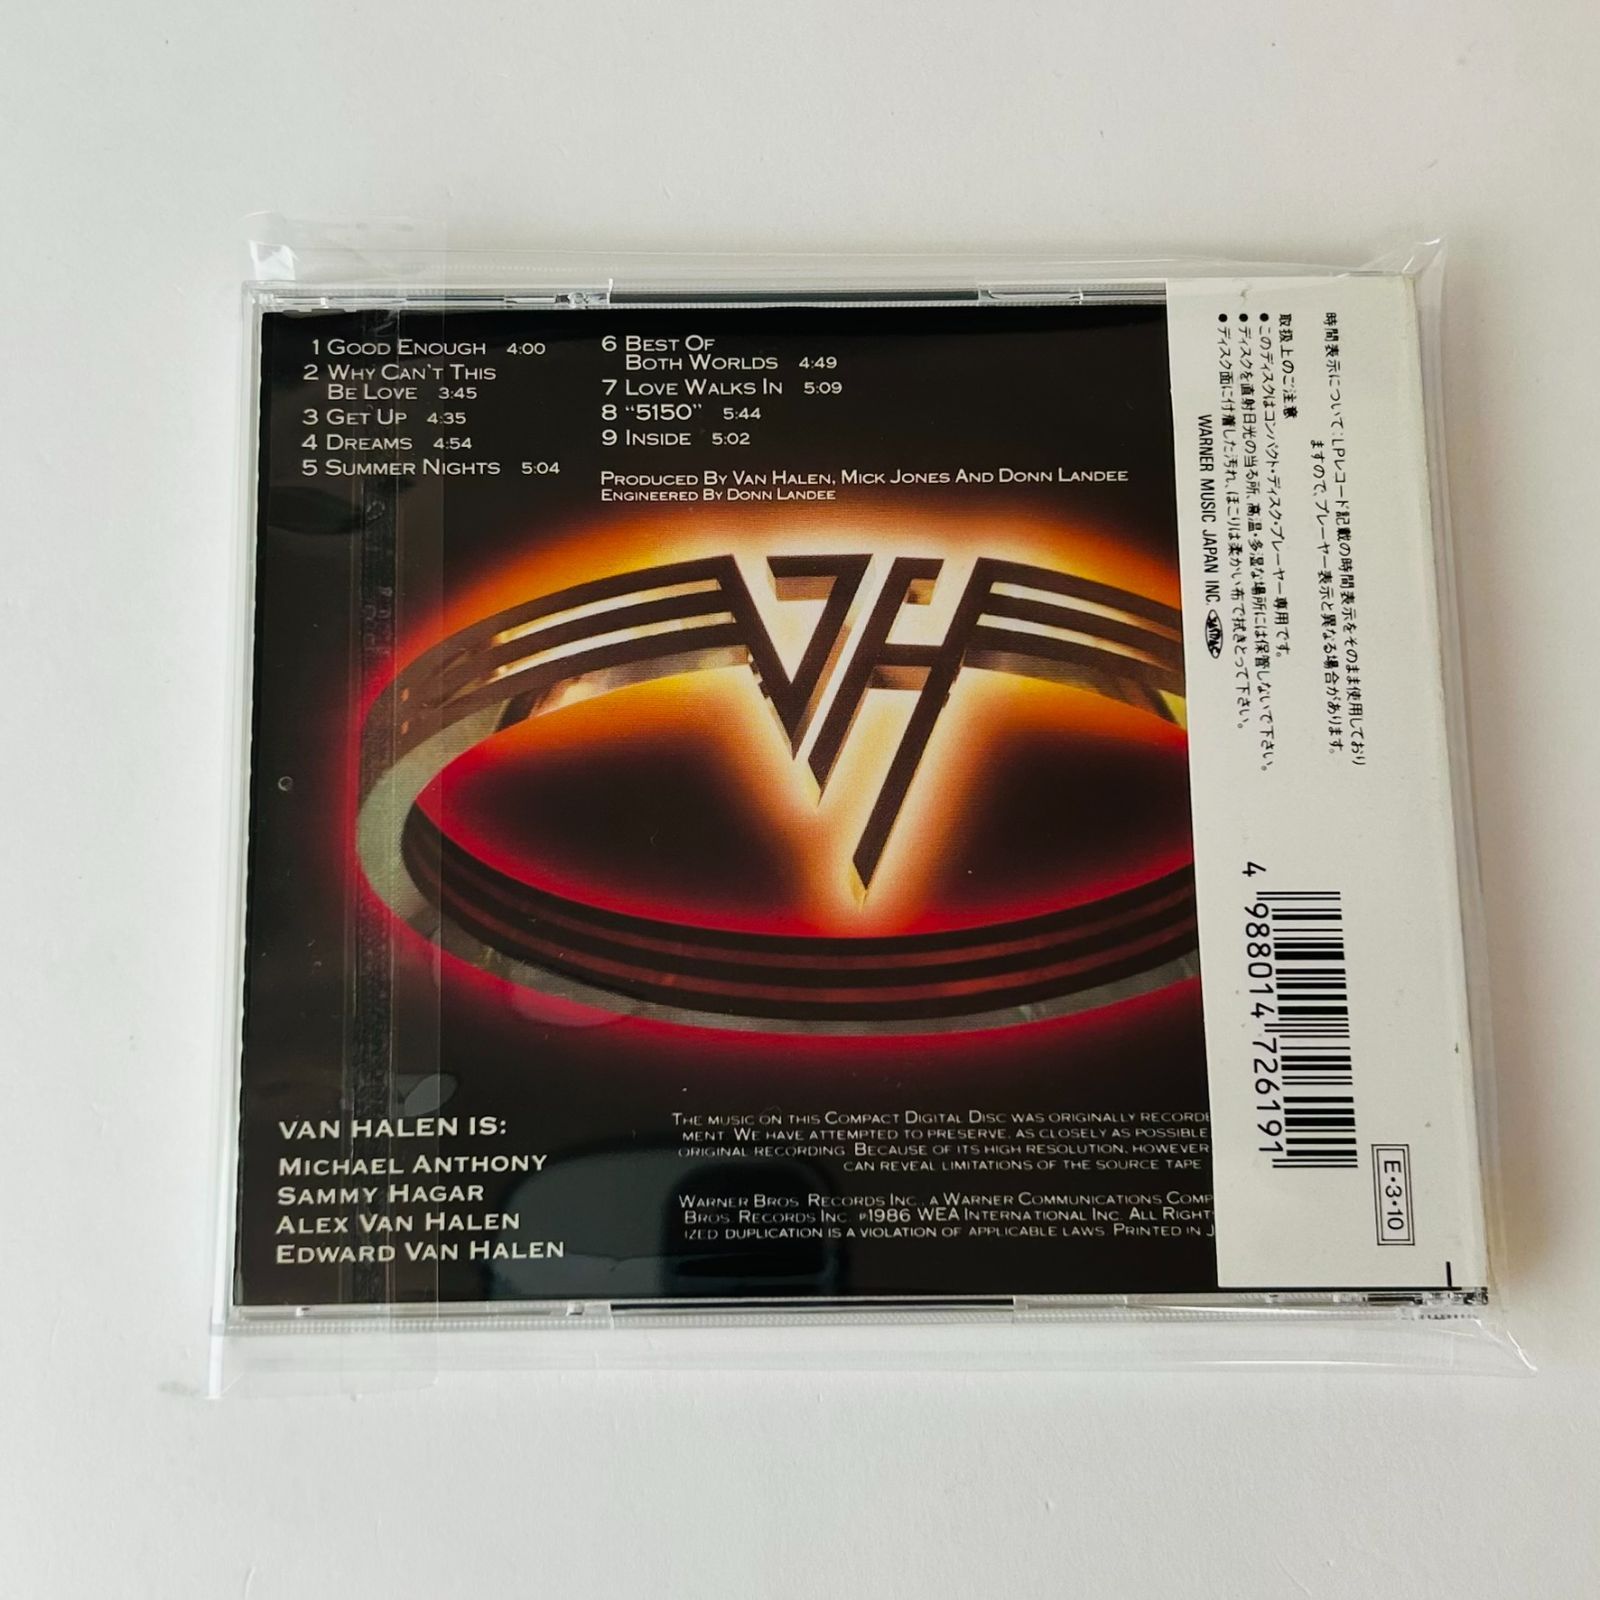 1 GOOD ENOUGH 4:00
2 WHY CAN'T THIS
BE LOVE 3:45
3 GET UP 4:35
4 DREAMS 4:54
5 SUMMER NIGHTS 5:04
6 BEST OF
BOTH WORLDS 4:49
7 LOVE WALKS IN 5:09
8 "5150" 5:44
9 INSIDE 5:02
PRODUCED BY VAN HALEN, MICK JONES AND DONN LANDEE
ENGINEERED BY DONN LANDEE
VH
VAN HALEN IS:
MICHAEL ANTHONY
SAMMY HAGAR
ALEX VAN HALEN
EDWARD VAN HALEN
THE MUSIC ON THIS COMPACT DIGITAL DISC WAS ORIGINALLY RECORDE
MENT. WE HAVE ATTEMPTED TO PRESERVE, AS CLOSELY AS POSSIBLE
ORIGINAL RECORDING. BECAUSE OF ITS HIGH RESOLUTION, HOWEVER
CAN REVEAL LIMITATIONS OF THE SOURCE TAPE
WARNER BROS. RECORDS INC., A WARNER COMMUNICATIONS COMP
BROS. RECORDS INC. ℗1986 WEA INTERNATIONAL INC. ALL RIGHT
IZED DUPLICATION IS A VIOLATION OF APPLICABLE LAWS. PRINTED IN J
時間表示について:LPレコード記載の時間表示をそのまま使用しており
ますので、プレーヤー表示と異なる場合があります。
取扱上のご注意
●このディスクはコンパクト・ディスク・プレーヤー専用です。
●ディスクを直射日光の当る所、高温・多湿な場所には保管しないで下さい。
●ディスク面に付着した汚れ、ほこりは柔かい布で拭きとって下さい。
WARNER MUSIC JAPAN INC.
4 988014 726191
E・3・10